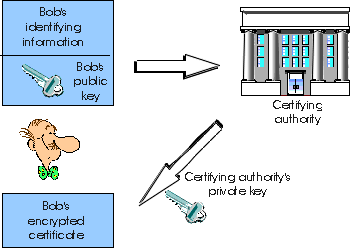 Bob's
identifying
information
Bob's
public
key
Certifying
authority
Certifying authority's
private key
Bob's
encrypted
certificate